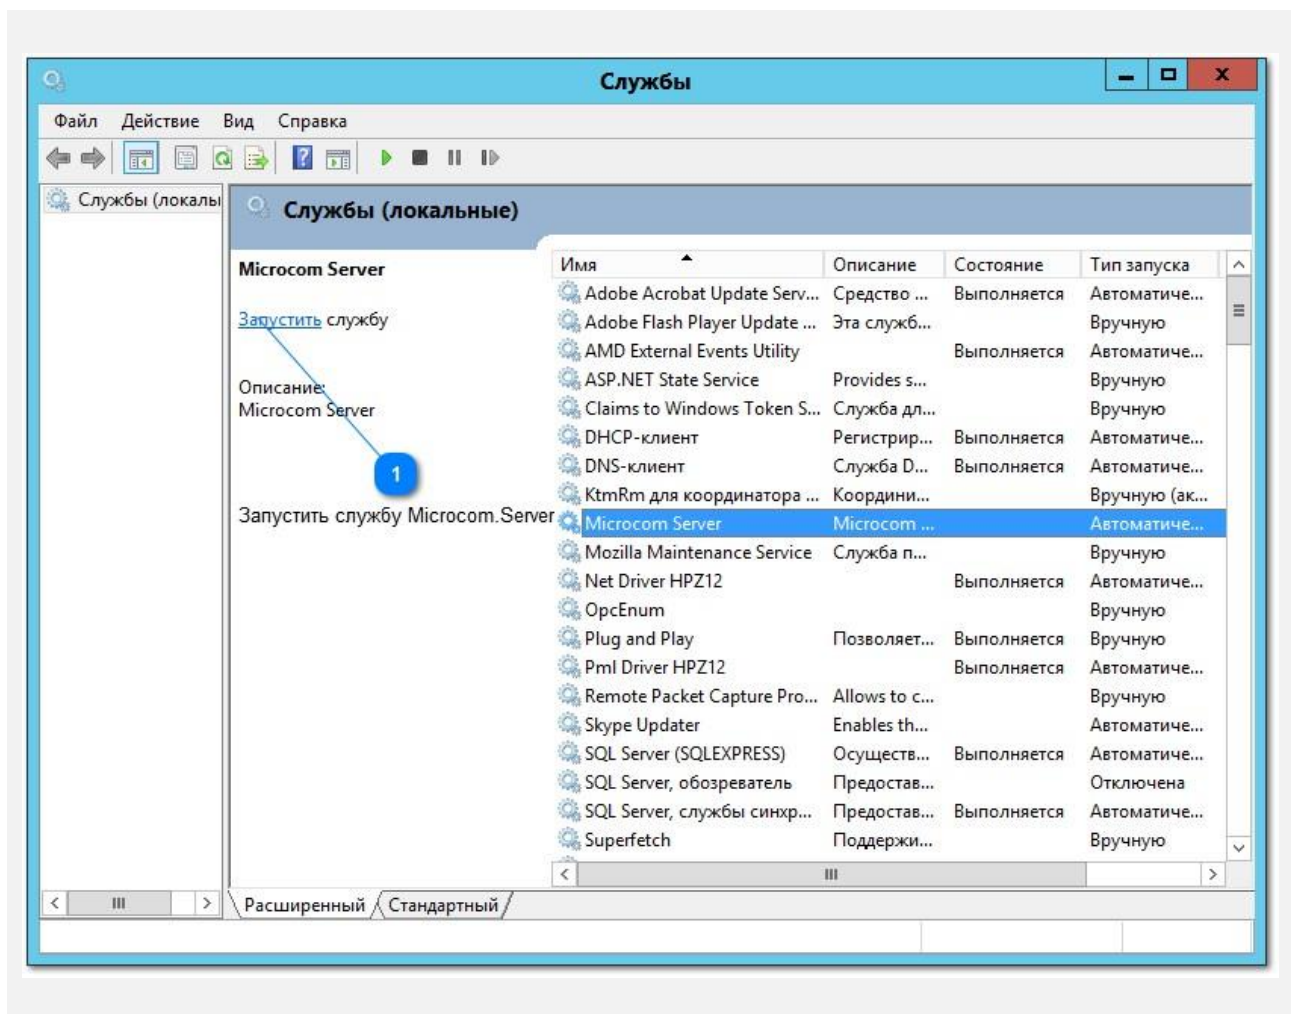 Службы
Файл Действие Вид Справка
Службы (локалы
Службы (локальные)
Microcom Server
Запустить службу
Описание:
Microcom Server
1
Запустить службу Microcom.Server
Имя Описание Состояние Тип запуска
Adobe Acrobat Update Serv... Средство ... Выполняется Автоматиче...
Adobe Flash Player Update ... Эта служб... Вручную
AMD External Events Utility Выполняется Автоматиче...
ASP.NET State Service Provides s... Вручную
Claims to Windows Token S... Служба дл... Вручную
DHCP-клиент Регистрир... Выполняется Автоматиче...
DNS-клиент Служба D... Выполняется Автоматиче...
KtmRm для координатора ... Координи... Вручную (ак...
Microcom Server Microcom ... Автоматиче...
Mozilla Maintenance Service Служба п... Вручную
Net Driver HPZ12 Выполняется Автоматиче...
OpcEnum Вручную
Plug and Play Позволяет... Выполняется Вручную
Pml Driver HPZ12 Выполняется Автоматиче...
Remote Packet Capture Pro... Allows to c... Вручную
Skype Updater Enables th... Автоматиче...
SQL Server (SQLEXPRESS) Осуществ... Выполняется Автоматиче...
SQL Server, обозреватель Предостав... Отключена
SQL Server, службы синхр... Предостав... Выполняется Автоматиче...
Superfetch Поддержи... Вручную
Расширенный Стандартный